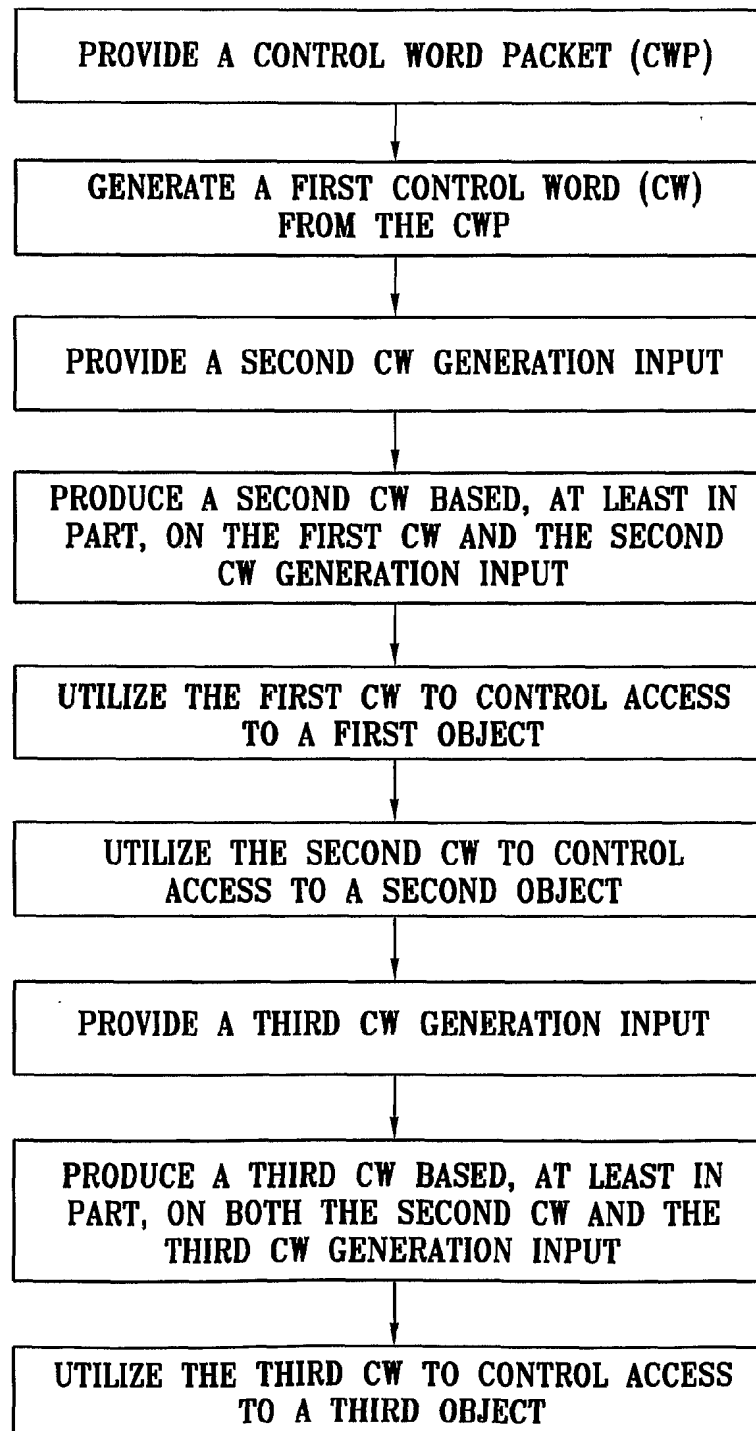 PROVIDE A CONTROL WORD PACKET (CWP)
GENERATE A FIRST CONTROL WORD (CW)
FROM THE CWP
PROVIDE A SECOND CW GENERATION INPUT
PRODUCE A SECOND CW BASED, AT LEAST IN
PART, ON THE FIRST CW AND THE SECOND
CW GENERATION INPUT
UTILIZE THE FIRST CW TO CONTROL ACCESS
TO A FIRST OBJECT
UTILIZE THE SECOND CW TO CONTROL
ACCESS TO A SECOND OBJECT
PROVIDE A THIRD CW GENERATION INPUT
PRODUCE A THIRD CW BASED, AT LEAST IN
PART, ON BOTH THE SECOND CW AND THE
THIRD CW GENERATION INPUT
UTILIZE THE THIRD CW TO CONTROL ACCESS
TO A THIRD OBJECT